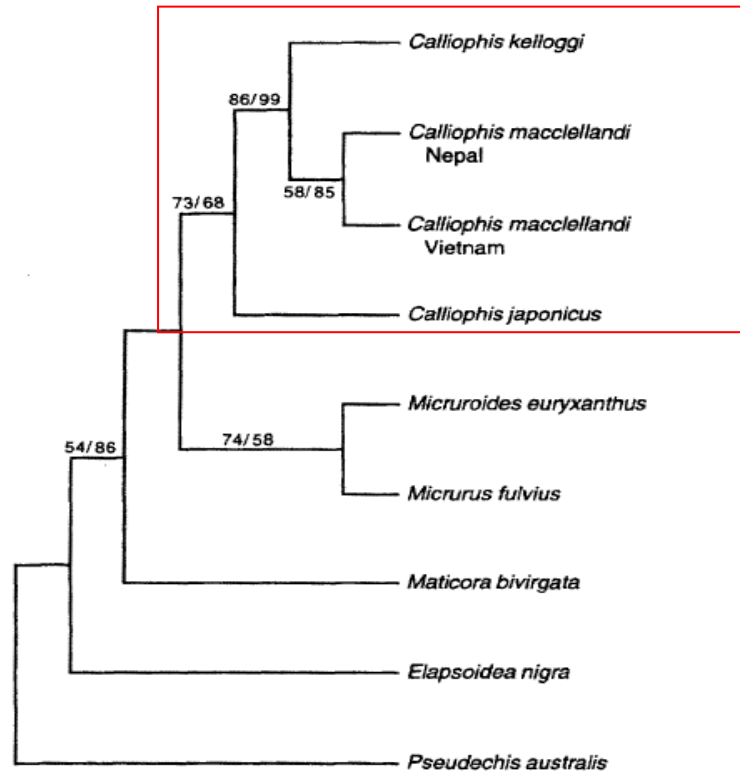 Calliophis kelloggi
86/99
Calliophis macclellandi
Nepal
58/85
73/68
Calliophis macclellandi
Vietnam
Calliophis japonicus
Micruroides euryxanthus
74/58
54/86
Micrurus fulvius
Maticora bivirgata
Elapsoidea nigra
Pseudechis australis